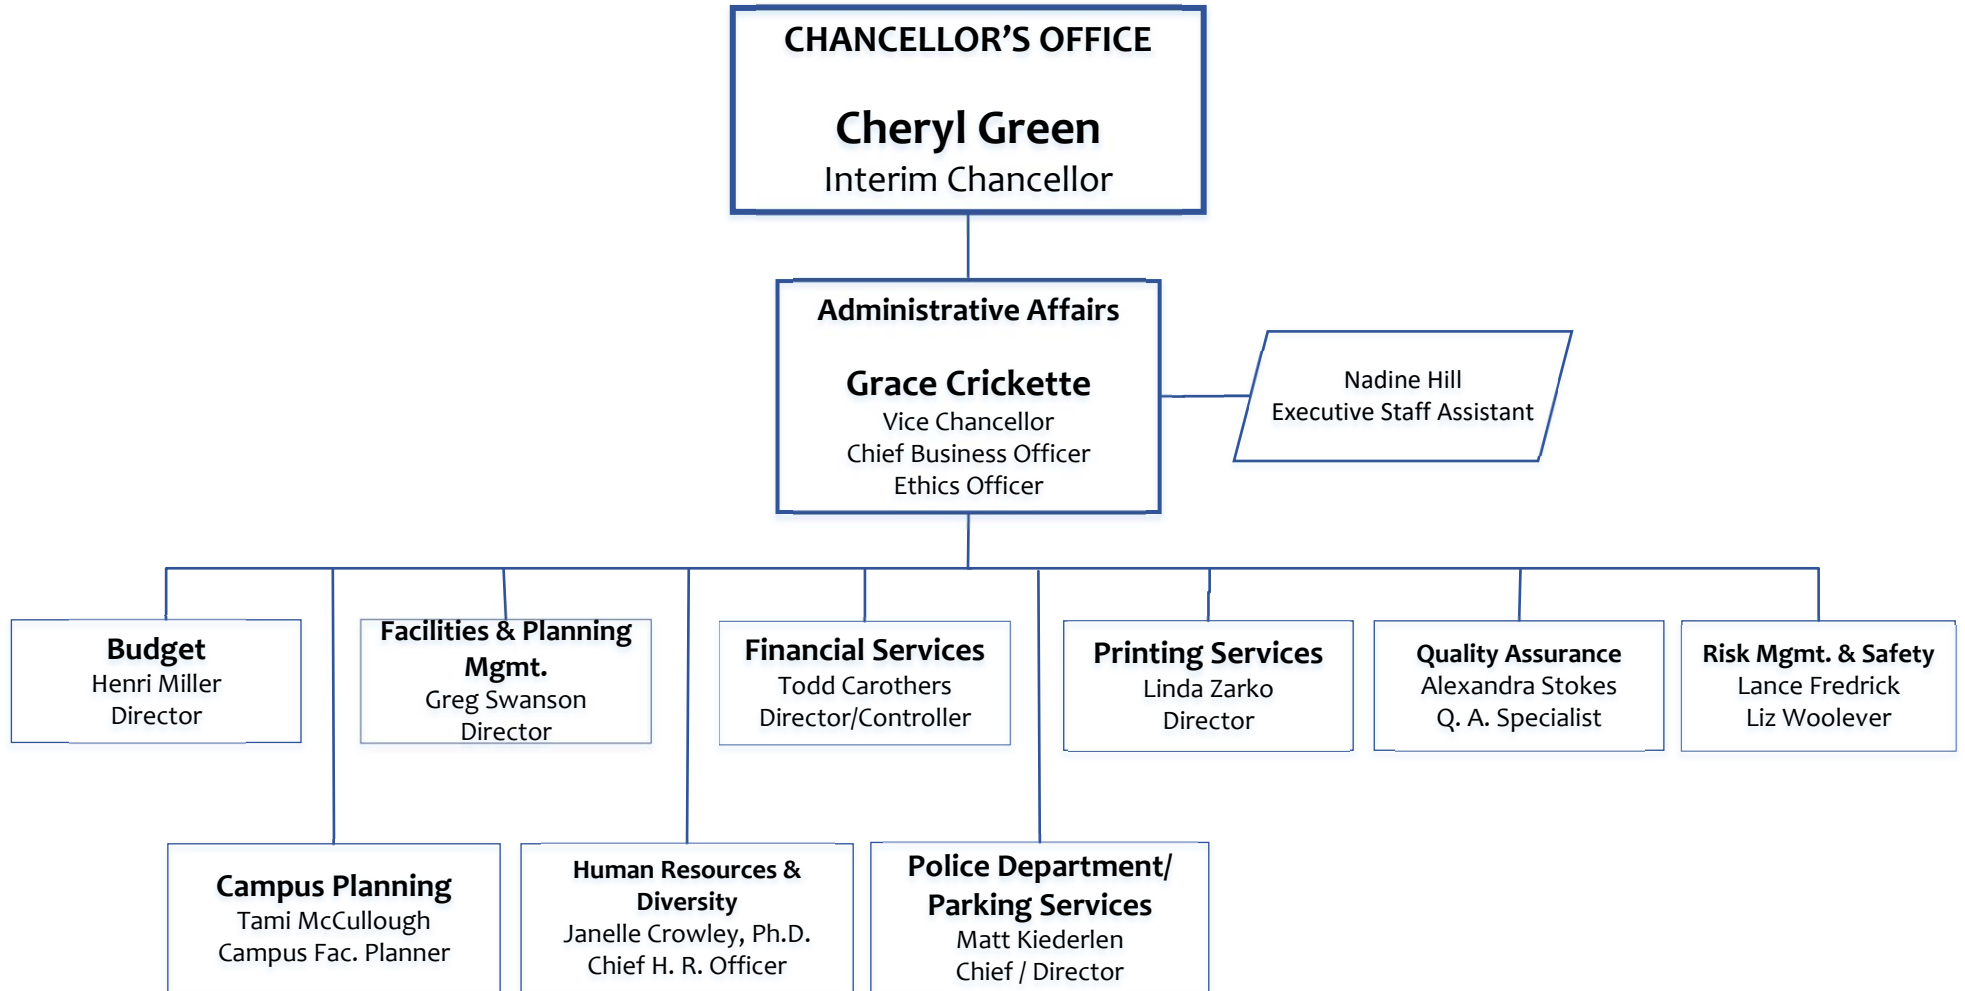 CHANCELLOR’S OFFICE
Cheryl Green
Interim Chancellor
Administrative Affairs
Grace Crickette
Vice Chancellor
Chief Business Officer
Ethics Officer
Nadine Hill
Executive Staff Assistant
Budget
Henri Miller
Director
Facilities & Planning
Mgmt.
Greg Swanson
Director
Financial Services
Todd Carothers
Director/Controller
Printing Services
Linda Zarko
Director
Quality Assurance
Alexandra Stokes
Q. A. Specialist
Risk Mgmt. & Safety
Lance Fredrick
Liz Woolever
Campus Planning
Tami McCullough
Campus Fac. Planner
Human Resources &
Diversity
Janelle Crowley, Ph.D.
Chief H. R. Officer
Police Department/
Parking Services
Matt Kiederlen
Chief / Director